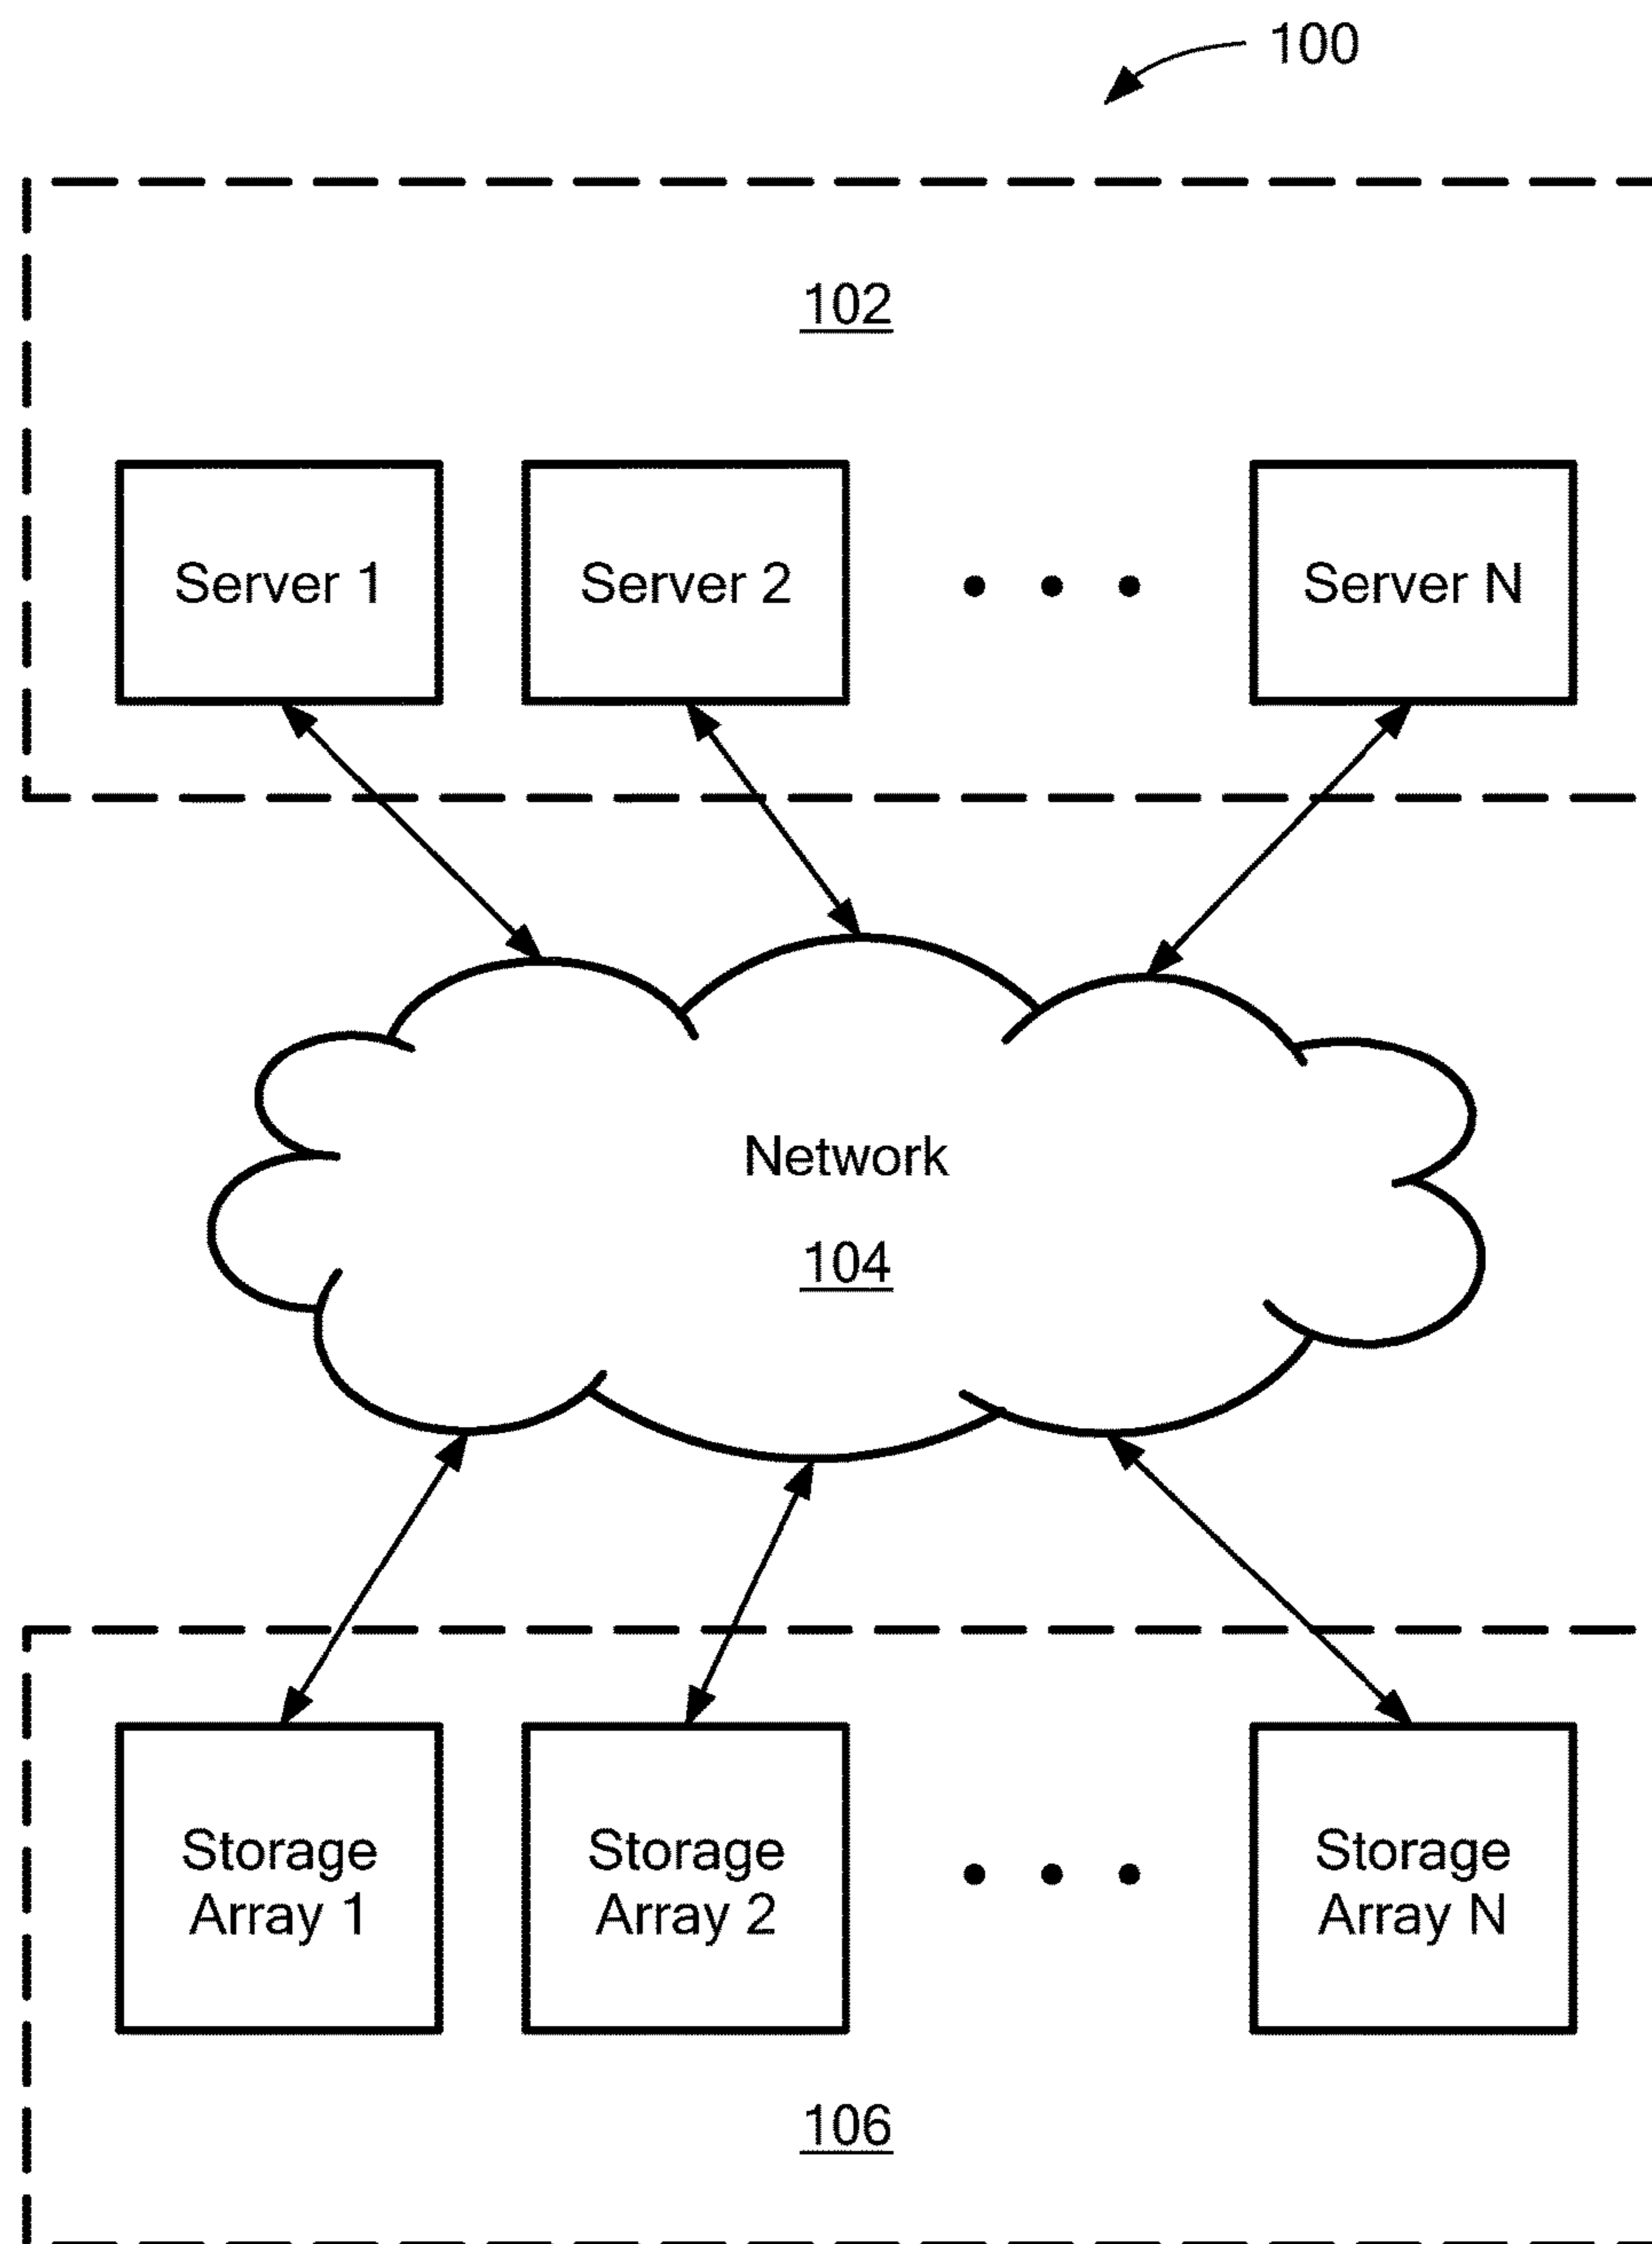 100
102
Server 1
Server 2
Server N
Network
104
Storage
Array 1
Storage
Array 2
Storage
Array N
106